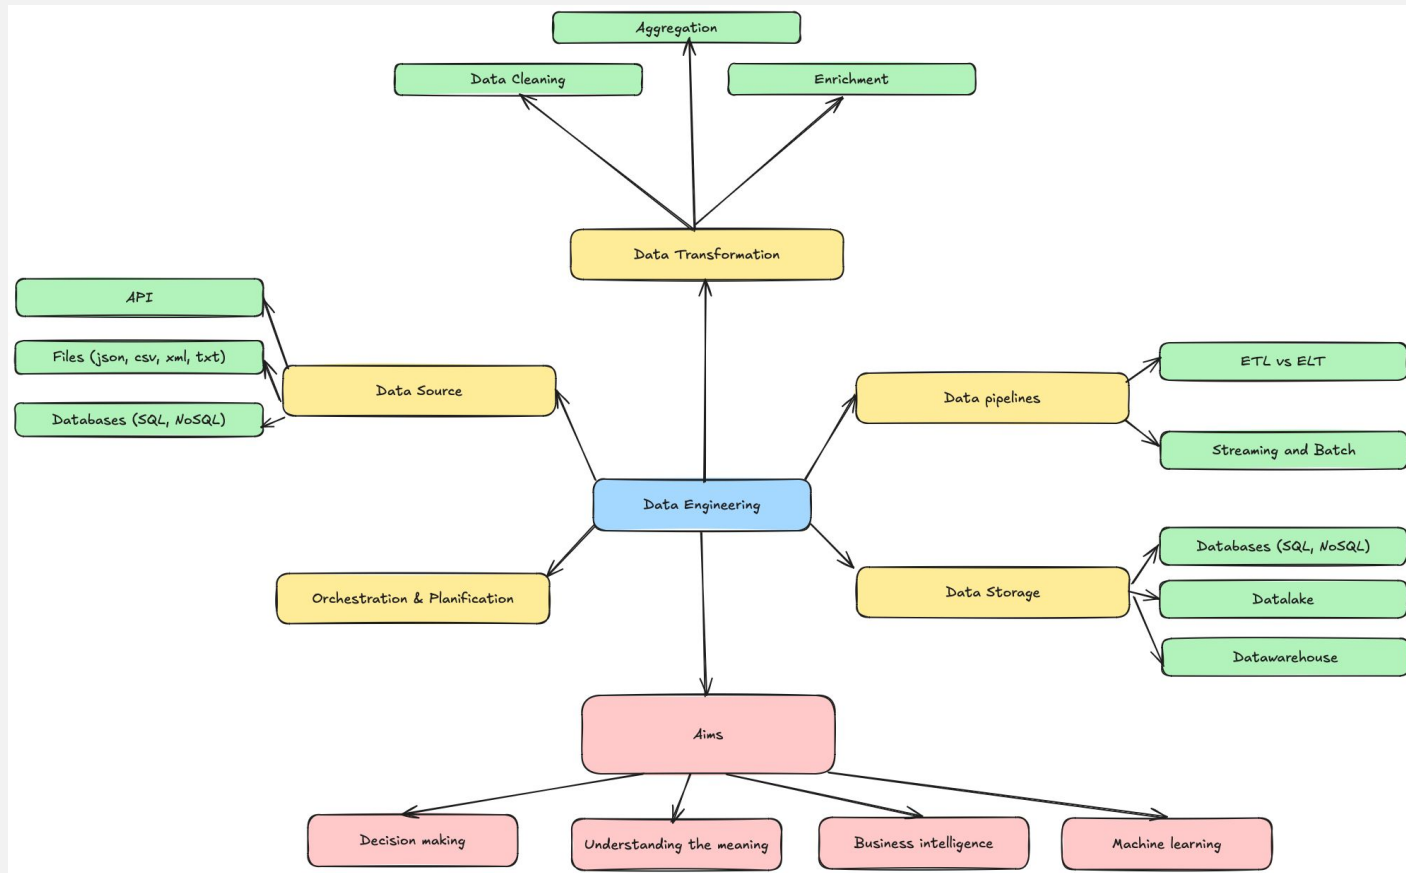 Aggregation
Data Cleaning
Enrichment
Data Transformation
API
Files (json, csv, xml, txt)
Databases (SQL, NoSQL)
Data Source
Data pipelines
ETL vs ELT
Streaming and Batch
Data Engineering
Orchestration & Planification
Data Storage
Databases (SQL, NoSQL)
Datalake
Datawarehouse
Aims
Decision making
Understanding the meaning
Business intelligence
Machine learning